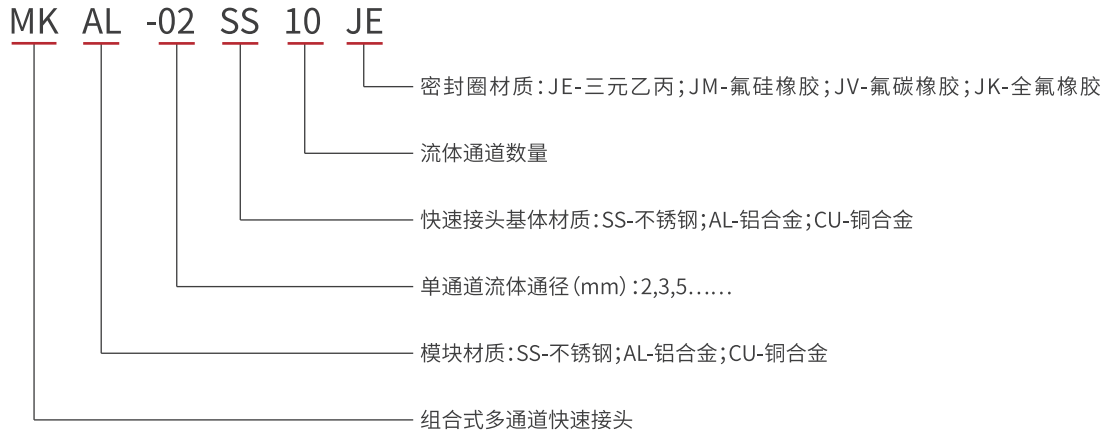 MK AL -02 SS 10 JE
密封圈材质：JE-三元乙丙；JM-氟硅橡胶；JV-氟碳橡胶；JK-全氟橡胶
流体通道数量
快速接头基体材质：SS-不锈钢；AL-铝合金；CU-铜合金
单通道流体通径（mm）：2,3,5……
模块材质：SS-不锈钢；AL-铝合金；CU-铜合金
组合式多通道快速接头